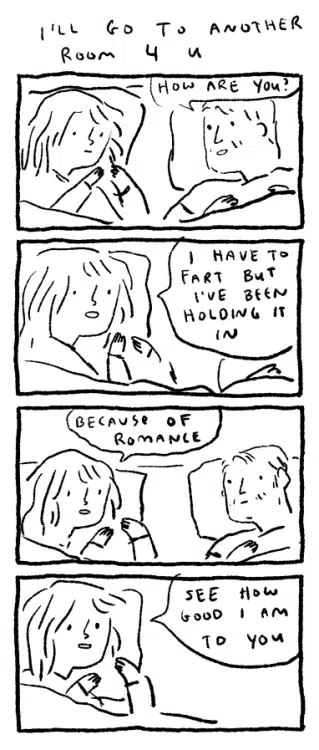 I'LL GO TO ANOTHER
ROOM 4 U
HOW ARE YOU?
I HAVE TO
FART BUT
I'VE BEEN
HOLDING IT
IN
BECAUSE OF
ROMANCE
SEE HOW
GOOD I AM
TO YOU